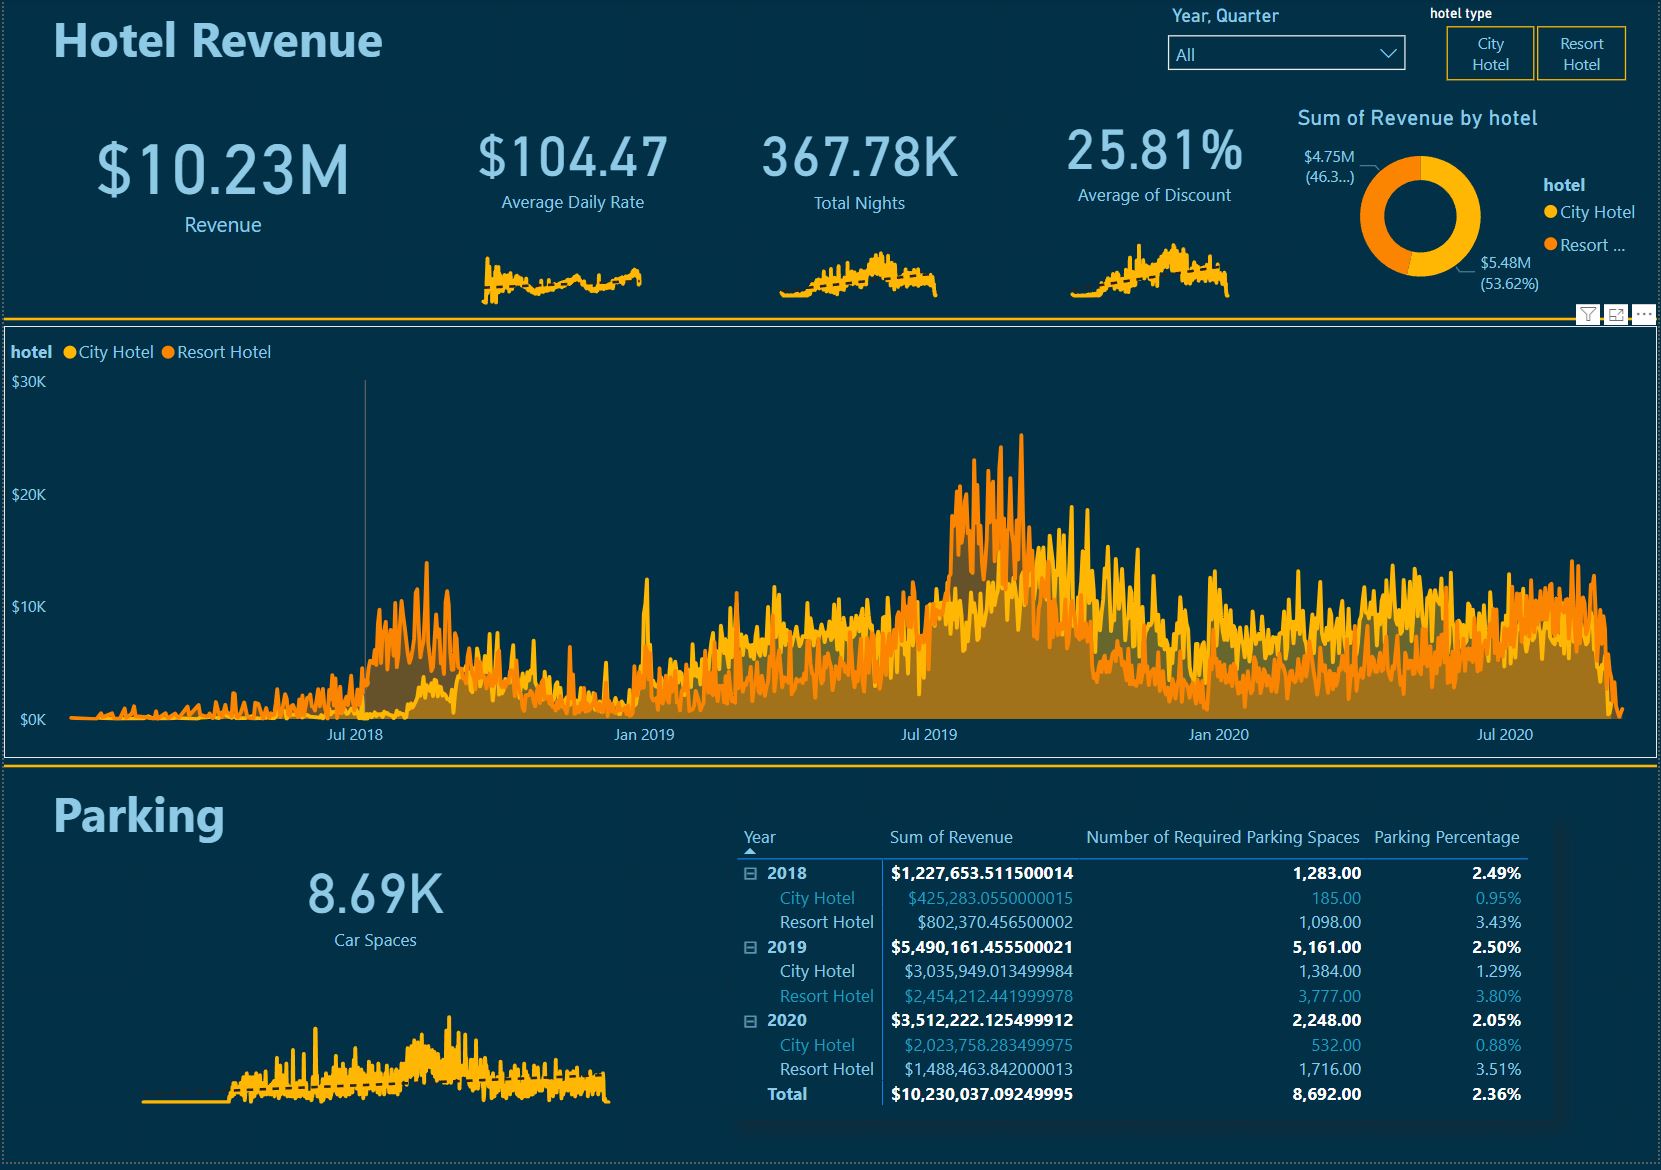 Hotel Revenue
Year, Quarter
All
hotel type
City
Hotel
Resort
Hotel
$10.23M
Revenue
$104.47
Average Daily Rate
367.78K
Total Nights
25.81%
Average of Discount
Sum of Revenue by hotel
$4.75M
(46.3...)
$5.48M
(53.62%)
hotel
City Hotel
Resort ...
hotel City Hotel Resort Hotel
$30K
$20K
$10K
$0K
Jul 2018 Jan 2019 Jul 2019 Jan 2020 Jul 2020
Parking
8.69K
Car Spaces
Year Sum of Revenue Number of Required Parking Spaces Parking Percentage
2018 $1,227,653.511500014 1,283.00 2.49%
City Hotel $425,283.0550000015 185.00 0.95%
Resort Hotel $802,370.456500002 1,098.00 3.43%
2019 $5,490,161.455500021 5,161.00 2.50%
City Hotel $3,035,949.013499984 1,384.00 1.29%
Resort Hotel $2,454,212.441999978 3,777.00 3.80%
2020 $3,512,222.125499912 2,248.00 2.05%
City Hotel $2,023,758.283499975 532.00 0.88%
Resort Hotel $1,488,463.842000013 1,716.00 3.51%
Total $10,230,037.09249995 8,692.00 2.36%